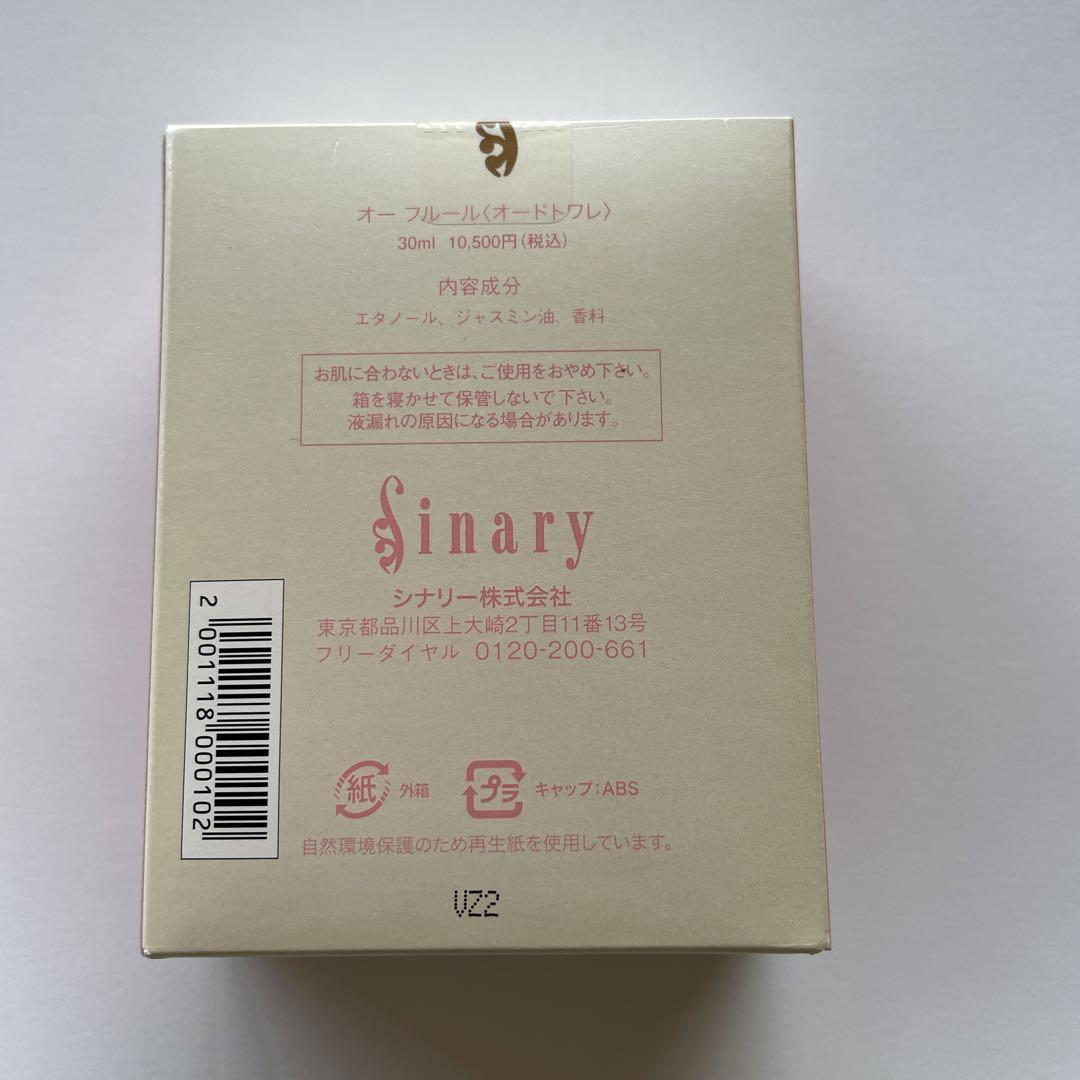 オー フルール〈オードトワレ〉
30ml 10,500円(税込)
内容成分
エタノール、ジャスミン油、香料
お肌に合わないときは、ご使用をおやめ下さい。
箱を寝かせて保管しないで下さい。
液漏れの原因になる場合があります。
Sinary
シナリー株式会社
東京都品川区上大崎2丁目11番13号
フリーダイヤル 0120-200-661
2 001118 000102
紙 外箱 プラ キャップ:ABS
自然環境保護のため再生紙を使用しています。
VZ2